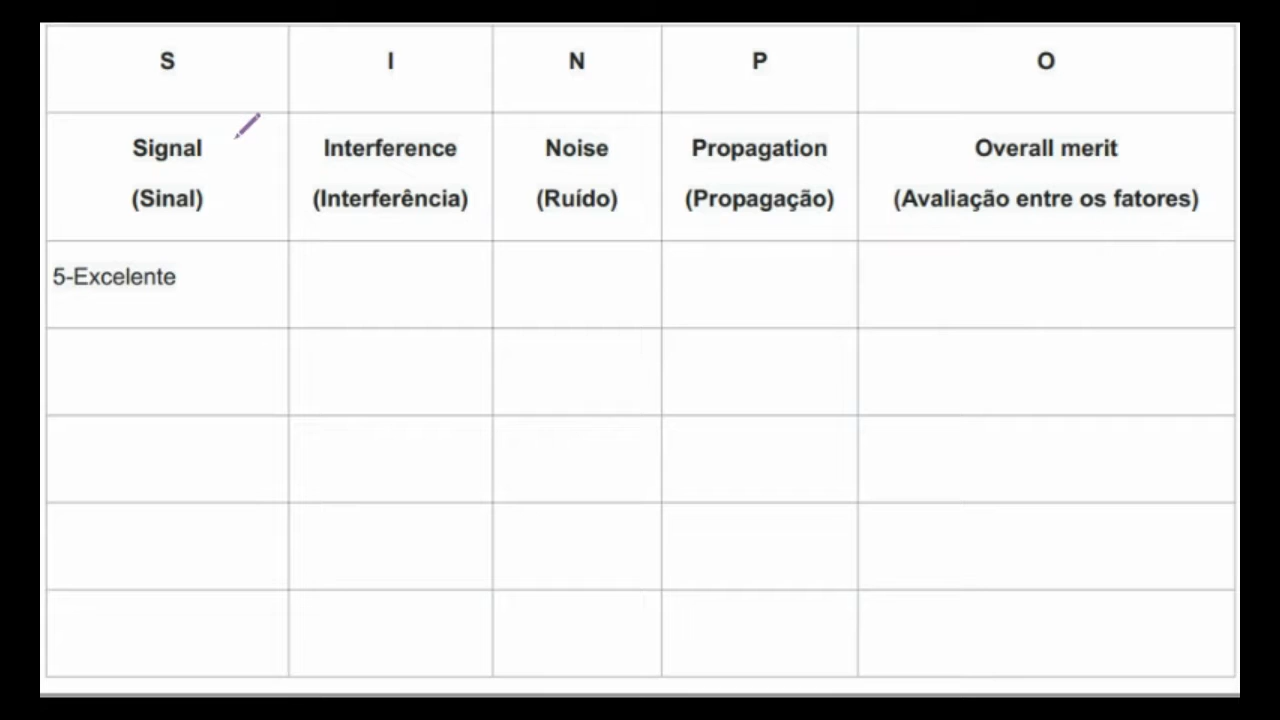 S I N P O
Signal Interference Noise Propagation Overall merit
(Sinal) (Interferência) (Ruído) (Propagação) (Avaliação entre os fatores)
5-Excelente